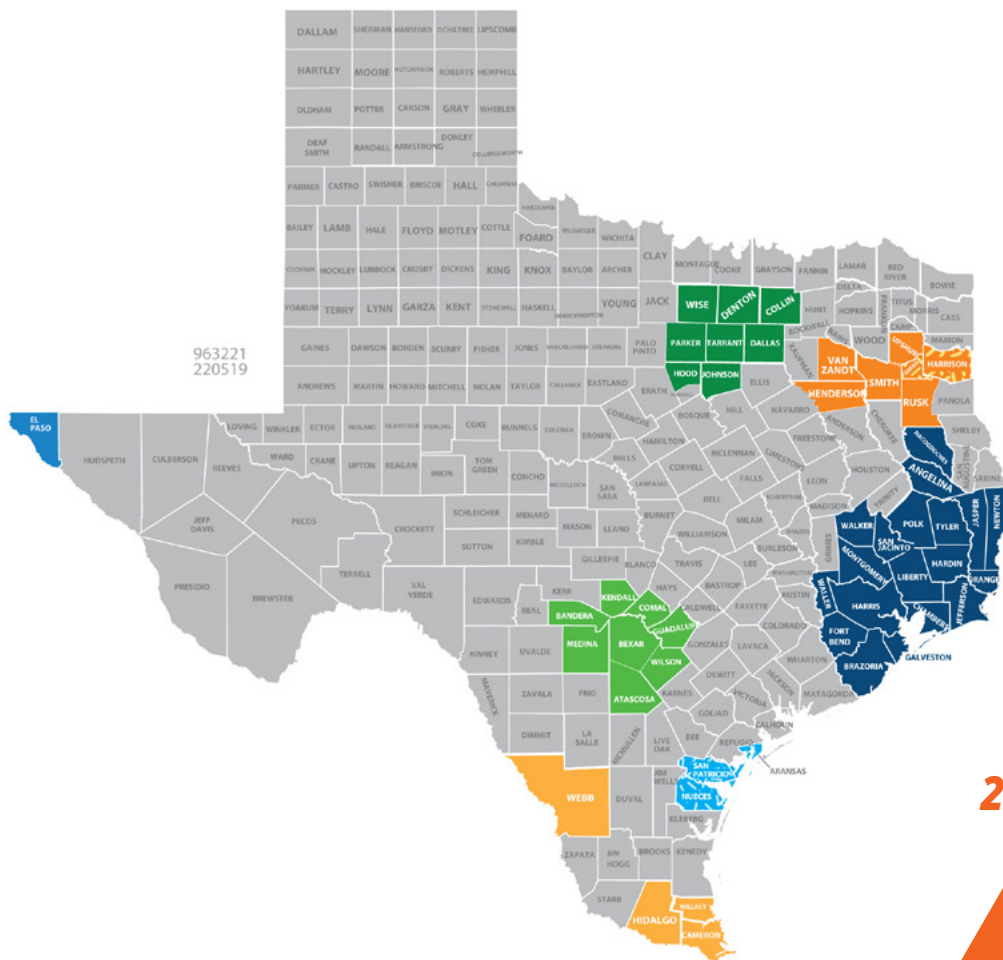 DALLAM SHERMAN HANSFORD OCHILTREE LIPSCOMB
HARTLEY MOORE HUTCHINSON ROBERTS HEMPHILL
OLDHAM POTTER CARSON GRAY WHEELER
DEAF
SMITH
RANDALL ARMSTRONG DONLEY COLLINGSWORTH
PARMER CASTRO SWISHER BRISCOE HALL CHILDRESS
HARDEMAN
BAILEY LAMB HALE FLOYD MOTLEY COTTLE FOARD WILBARGER WICHITA
CLAY MONTAGUE COOKE GRAYSON FANNIN LAMAR RED
RIVER
BOWIE
COCHRAN HOCKLEY LUBBOCK CROSBY DICKENS KING KNOX BAYLOR ARCHER
DELTA
YOAKUM TERRY LYNN GARZA KENT STONEWALL HASKELL THROCKMORTON YOUNG JACK WISE DENTON COLLIN HUNT HOPKINS FRANKLIN TITUS MORRIS CASS
CAMP
ROCKWALL RAINS WOOD UPSHUR MARION
963221
220519
GAINES DAWSON BORDEN SCURRY FISHER JONES SHACKELFORD STEPHENS PALO
PINTO
PARKER TARRANT DALLAS KAUFMAN VAN
ZANDT
SMITH HARRISON
ANDREWS MARTIN HOWARD MITCHELL NOLAN TAYLOR CALLAHAN EASTLAND ERATH HOOD JOHNSON ELLIS HENDERSON RUSK PANOLA
EL
PASO
HUDSPETH CULBERSON REEVES LOVING WINKLER ECTOR MIDLAND GLASSCOCK STERLING COKE RUNNELS COLEMAN BROWN COMANCHE HAMILTON BOSQUE HILL NAVARRO ANDERSON CHEROKEE NACOGDOCHES SHELBY
WARD CRANE UPTON REAGAN IRION TOM
GREEN
CONCHO MCCULLOCH SAN
SABA
MILLS LAMPASAS CORYELL MCLENNAN LIMESTONE FREESTONE LEON HOUSTON ANGELINA SAN
AUGUSTINE
SABINE
JEFF
DAVIS
PECOS CROCKETT SCHLEICHER MENARD MASON LLANO BURNET BELL FALLS ROBERTSON MADISON TRINITY WALKER POLK TYLER JASPER NEWTON
PRESIDIO BREWSTER TERRELL SUTTON KIMBLE GILLESPIE BLANCO WILLIAMSON MILAM BRAZOS BURLESON GRIMES SAN
JACINTO
MONTGOMERY LIBERTY HARDIN ORANGE
VAL
VERDE
EDWARDS REAL KERR KENDALL COMAL HAYS TRAVIS BASTROP LEE WASHINGTON AUSTIN WALLER HARRIS CHAMBERS JEFFERSON
KINNEY UVALDE BANDERA MEDINA BEXAR GUADALUP CALDWELL FAYETTE COLORADO FORT
BEND
GALVESTON
MAVERICK ZAVALA FRIO ATASCOSA WILSON KARNES GONZALES LAVACA WHARTON BRAZORIA
DIMMIT LA
SALLE
MCMULLEN LIVE
OAK
BEE GOLIAD DEWITT VICTORIA JACKSON MATAGORDA
REFUGIO CALHOUN
ARANSAS
WEBB DUVAL JIM
WELLS
SAN
PATRICIO
NUECES
2
KLEBERG
ZAPATA JIM
HOGG
BROOKS KENEDY
STARR HIDALGO WILLACY
CAMERON